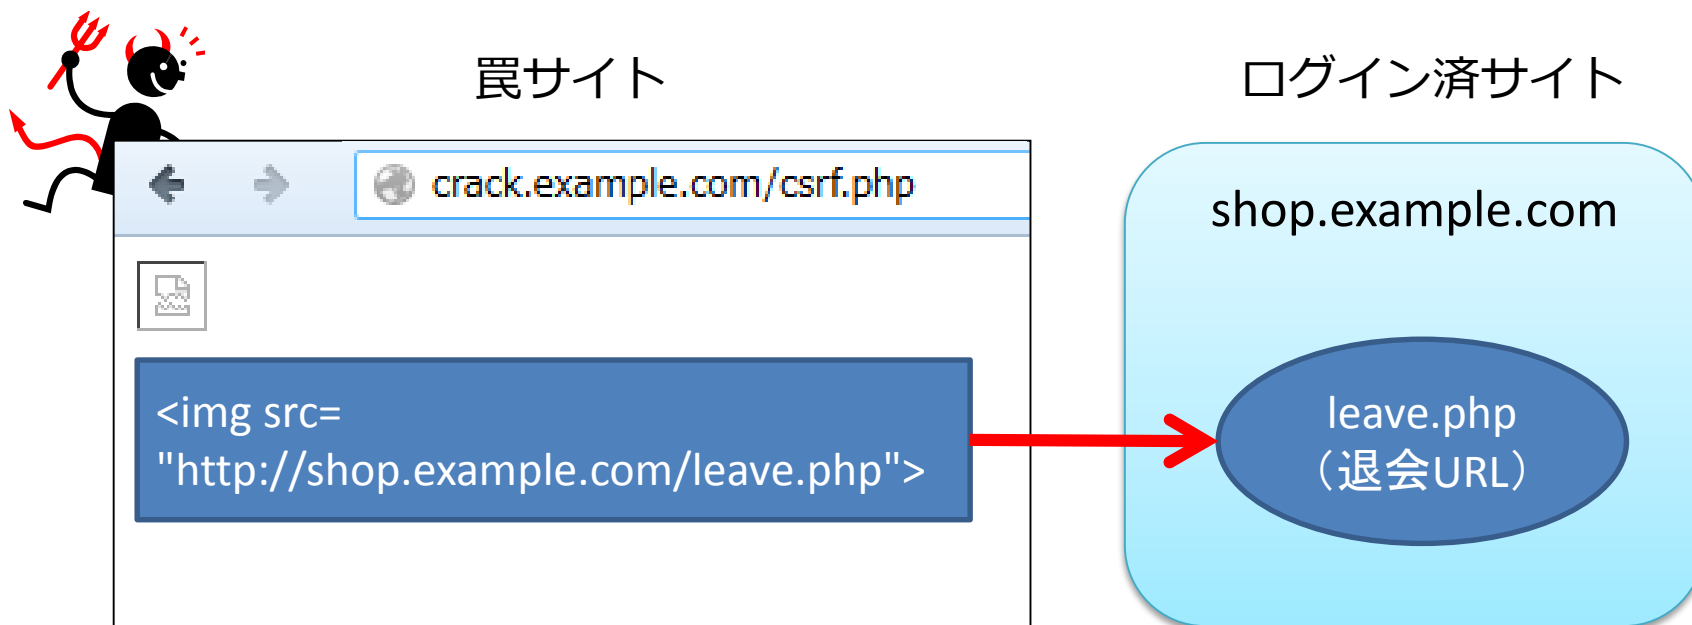 罠サイト
ログイン済サイト
crack.example.com/csrf.php
shop.example.com
<img src=
"http://shop.example.com/leave.php">
leave.php
（退会URL）